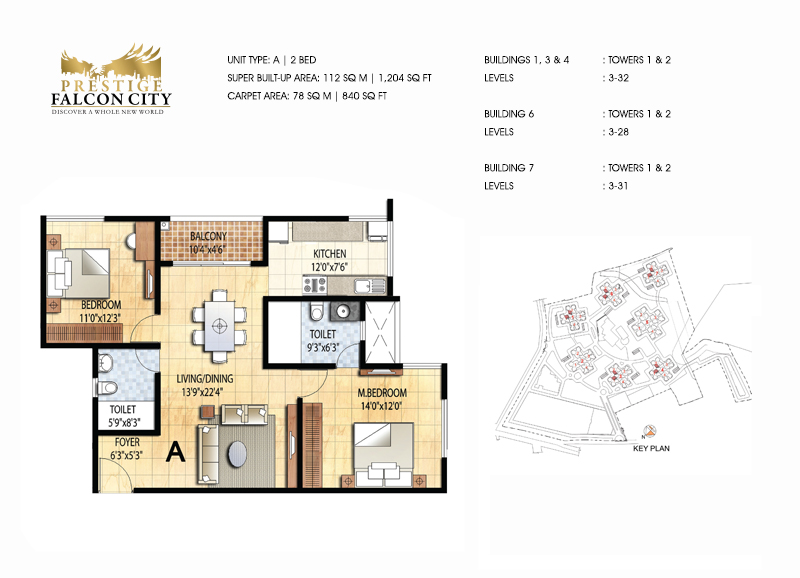 PRESTIGE
FALCON CITY
DISCOVER A WHOLE NEW WORLD
UNIT TYPE: A | 2 BED
SUPER BUILT-UP AREA: 112 SQ M | 1,204 SQ FT
CARPET AREA: 78 SQ M | 840 SQ FT
BUILDINGS 1, 3 & 4 : TOWERS 1 & 2
LEVELS : 3-32
BUILDING 6 : TOWERS 1 & 2
LEVELS : 3-28
BUILDING 7 : TOWERS 1 & 2
LEVELS : 3-31
BALCONY
10'4"x4'6"
KITCHEN
12'0"x7'6"
BEDROOM
11'0"x12'3"
TOILET
9'3"x6'3"
LIVING/DINING
13'9"x22'4"
M.BEDROOM
14'0"x12'0"
TOILET
5'9"x8'3"
FOYER
6'3"x5'3"
A
N
KEY PLAN